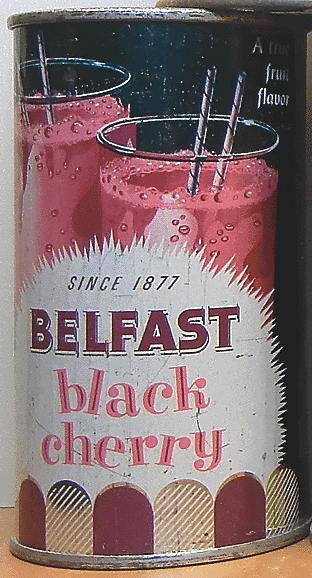 A true
fruit
flavor
SINCE 1877
BELFAST
black
cherry